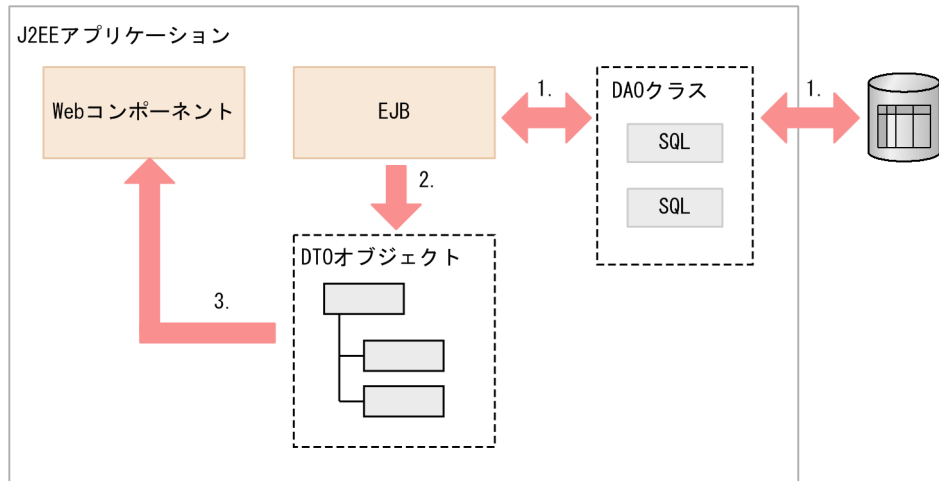 J2EEアプリケーション
Webコンポーネント
EJB
1.
DAOクラス
1.
SQL
SQL
2.
DTOオブジェクト
3.